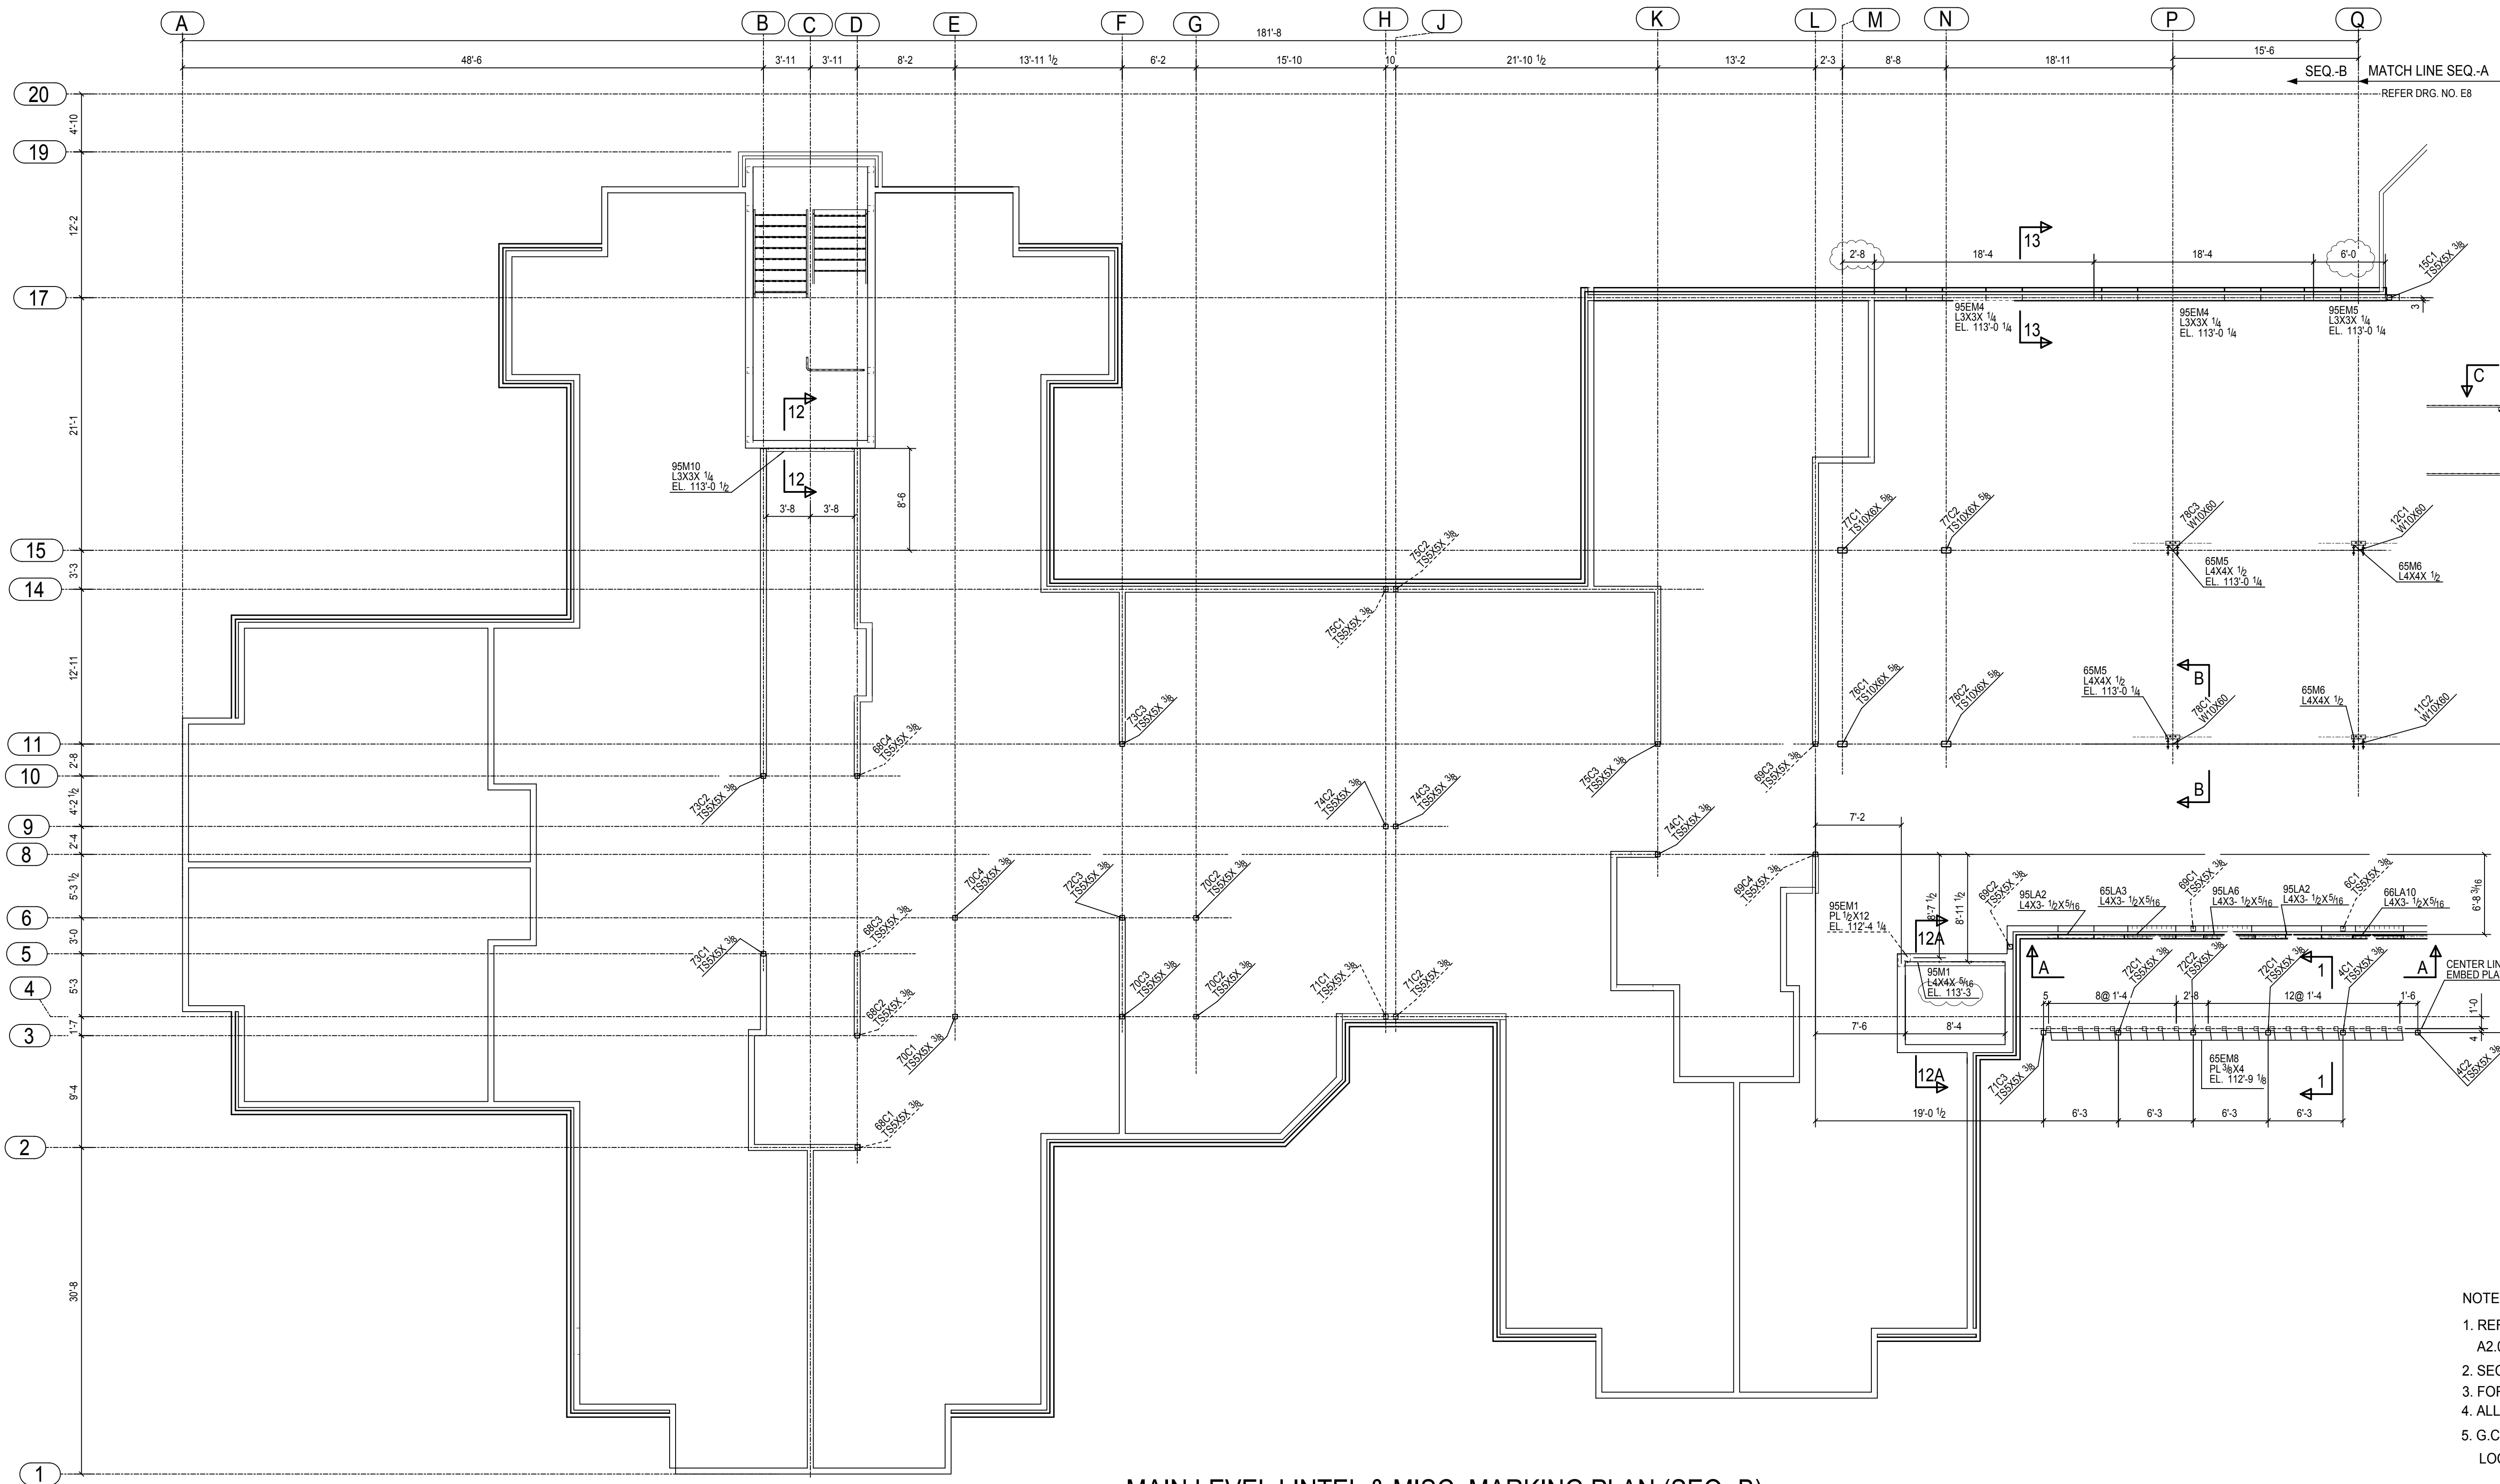 A
B
C
D
E
F
G
H
J
K
L
M
N
P
Q
181'-8
15'-6
48'-6
3'-11
3'-11
8'-2
13'-11 1/2
6'-2
15'-10
10
21'-10 1/2
13'-2
2'-3
8'-8
18'-11
SEQ.-B
MATCH LINE SEQ.-A
REFER DRG. NO. E8
20
4'-10
19
12'-2
17
21'-1
15
3'-3
14
12'-11
11
2'-8
10
4'-2 1/2
9
2'-4
8
5'-3 1/2
6
3'-0
5
5'-3
4
1'-7
3
9'-4
2
30'-8
1
13
2'-8
18'-4
18'-4
6'-0
15C1
TS5X5X 3/8
3
95EM4
L3X3X 1/4
EL. 113'-0 1/4
13
95EM4
L3X3X 1/4
EL. 113'-0 1/4
95EM5
L3X3X 1/4
EL. 113'-0 1/4
C
12
95M10
L3X3X 1/4
EL. 113'-0 1/2
12
3'-8
3'-8
8'-6
75C2
TS5X5X 3/8
75C1
TS5X5X 3/8
77C1
TS10X6X 5/8
77C2
TS10X6X 5/8
78C3
W10X60
12C1
W10X60
65M5
L4X4X 1/2
EL. 113'-0 1/4
65M6
L4X4X 1/2
73C3
TS5X5X 3/8
68C4
TS5X5X 3/8
73C2
TS5X5X 3/8
75C3
TS5X5X 3/8
69C3
TS5X5X 3/8
76C1
TS10X6X 5/8
76C2
TS10X6X 5/8
65M5
L4X4X 1/2
EL. 113'-0 1/4
78C1
W10X60
B
65M6
L4X4X 1/2
11C2
W10X60
B
74C2
TS5X5X 3/8
74C3
TS5X5X 3/8
74C1
TS5X5X 3/8
7'-2
70C4
TS5X5X 3/8
72C3
TS5X5X 3/8
70C2
TS5X5X 3/8
69C4
TS5X5X 3/8
73C1
TS5X5X 3/8
68C3
TS5X5X 3/8
95EM1
PL 1/2X12
EL. 112'-4 1/4
12A
8'-7 1/2
8'-11 1/2
69C2
TS5X5X 3/8
95LA2
L4X3- 1/2X5/16
65LA3
L4X3- 1/2X5/16
69C1
TS5X5X 3/8
95LA6
L4X3- 1/2X5/16
95LA2
L4X3- 1/2X5/16
6C1
TS5X5X 3/8
66LA10
L4X3- 1/2X5/16
6'-8 3/16
68C2
TS5X5X 3/8
70C1
TS5X5X 3/8
70C3
TS5X5X 3/8
70C2
TS5X5X 3/8
71C1
TS5X5X 3/8
71C2
TS5X5X 3/8
95M1
L4X4X 5/16
EL. 113'-3
A
72C1
TS5X5X 3/8
72C2
TS5X5X 3/8
72C1
TS5X5X 3/8
1
4C1
TS5X5X 3/8
A
CENTER LIN
EMBED PLA
5
8@ 1'-4
2'-8
12@ 1'-4
1'-6
1'-0
4
7'-6
8'-4
12A
71C3
TS5X5X 3/8
65EM8
PL 3/8X4
EL. 112'-9 1/8
1
4C2
TS5X5X 3/8
19'-0 1/2
6'-3
6'-3
6'-3
6'-3
68C1
TS5X5X 3/8
NOTE
1. REF
A2.0
2. SEQ
3. FOR
4. ALL
5. G.C
LOC
MAIN LEVEL LINTEL & MISC. MARKING PLAN (SEQ.-B)